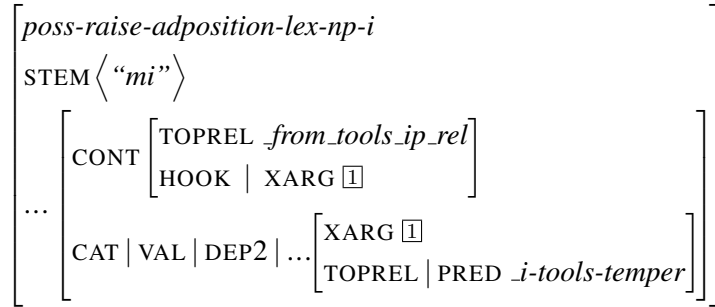 poss-raise-adposition-lex-np-i
STEM ⟨ “mi” ⟩
... CONT TOPREL _from_tools_ip_rel
HOOK | XARG 1
CAT | VAL | DEP2 | ... XARG 1
TOPREL | PRED _i-tools-temper